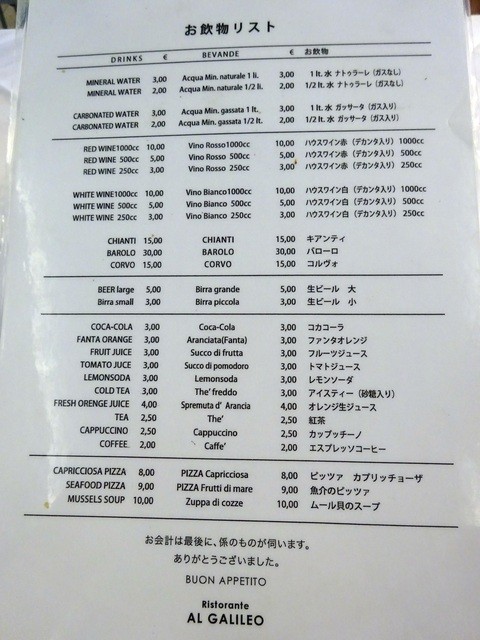 お飲物リスト
DRINKS € BEVANDE € お飲物
MINERAL WATER 3,00 Acqua Min. naturale 1 li. 3,00 1 lt. 水 ナトゥラーレ（ガスなし）
MINERAL WATER 2,00 Acqua Min. naturale 1/2 li. 2,00 1/2 lt. 水 ナトゥラーレ（ガスなし）
CARBONATED WATER 3,00 Acqua Min. gassata 1 lt. 3,00 1 lt. 水 ガッサータ（ガス入り）
CARBONATED WATER 2,00 Acqua Min. gassata 1/2 lt. 2,00 1/2 lt. 水 ガッサータ（ガス入り）
RED WINE1000cc 10,00 Vino Rosso1000cc 10,00 ハウスワイン赤（デカンタ入り）1000cc
RED WINE 500cc 5,00 Vino Rosso 500cc 5,00 ハウスワイン赤（デカンタ入り）500cc
RED WINE 250cc 3,00 Vino Rosso 250cc 3,00 ハウスワイン赤（デカンタ入り）250cc
WHITE WINE1000cc 10,00 Vino Bianco1000cc 10,00 ハウスワイン白（デカンタ入り）1000cc
WHITE WINE 500cc 5,00 Vino Bianco 500cc 5,00 ハウスワイン白（デカンタ入り）500cc
WHITE WINE 250cc 3,00 Vino Bianco 250cc 3,00 ハウスワイン白（デカンタ入り）250cc
CHIANTI 15,00 CHIANTI 15,00 キアンティ
BAROLO 30,00 BAROLO 30,00 バローロ
CORVO 15,00 CORVO 15,00 コルヴォ
BEER large 5,00 Birra grande 5,00 生ビール 大
Birra small 3,00 Birra piccola 3,00 生ビール 小
COCA-COLA 3,00 Coca-Cola 3,00 コカコーラ
FANTA ORANGE 3,00 Aranciata(Fanta) 3,00 ファンタオレンジ
FRUIT JUICE 3,00 Succo di frutta 3,00 フルーツジュース
TOMATO JUCE 3,00 Succo di pomodoro 3,00 トマトジュース
LEMONSODA 3,00 Lemonsoda 3,00 レモンソーダ
COLD TEA 3,00 The' freddo 3,00 アイスティー（砂糖入り）
FRESH ORENGE JUICE 4,00 Spremuta d' Arancia 4,00 オレンジ生ジュース
TEA 2,50 The' 2,50 紅茶
CAPPUCCINO 2,50 Cappuccino 2,50 カップッチーノ
COFFEE. 2,00 Caffe' 2,00 エスプレッソコーヒー
CAPRICCIOSA PIZZA 8,00 PIZZA Capricciosa 8,00 ピッツァ カプリッチョーザ
SEAFOOD PIZZA 9,00 PIZZA Frutti di mare 9,00 魚介のピッツァ
MUSSELS SOUP 10,00 Zuppa di cozze 10,00 ムール貝のスープ
お会計は最後に、係のものが伺います。
ありがとうございました。
BUON APPETITO
Ristorante
AL GALILEO